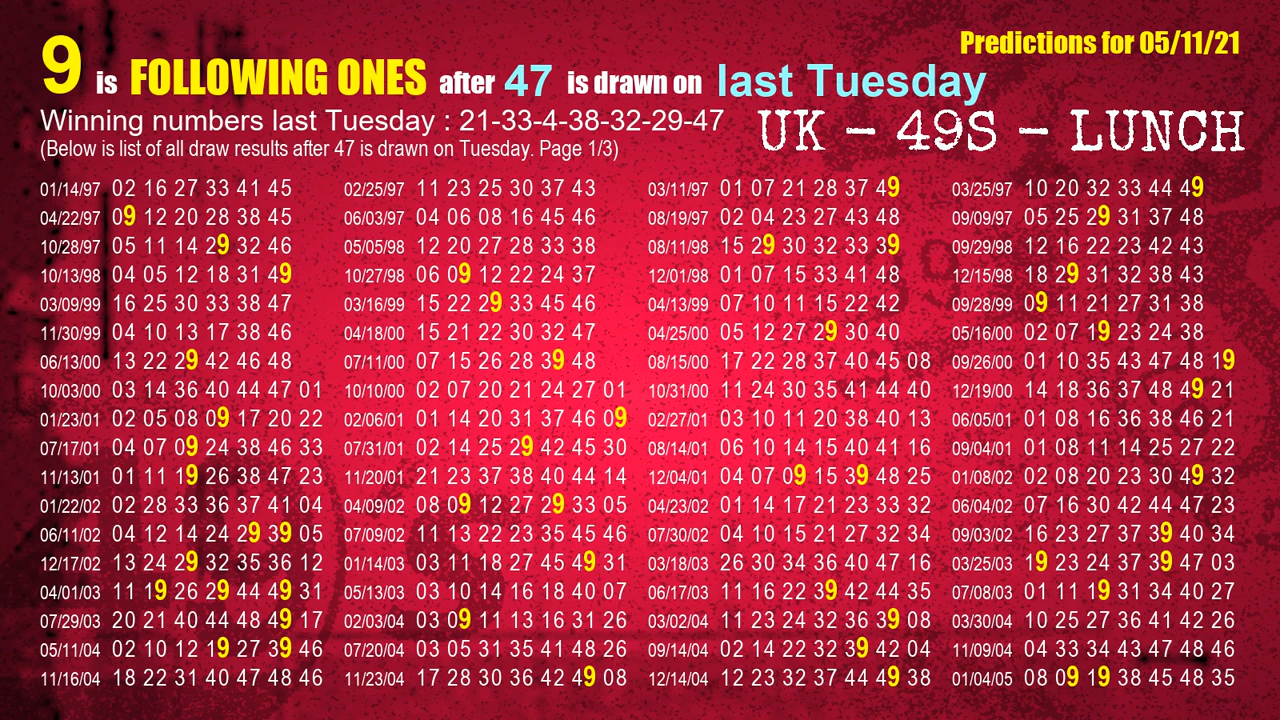 Predictions for 05/11/21
9 is FOLLOWING ONES after 47 is drawn on last Tuesday
Winning numbers last Tuesday : 21-33-4-38-32-29-47
UK - 49S - LUNCH
(Below is list of all draw results after 47 is drawn on Tuesday. Page 1/3)
01/14/97 02 16 27 33 41 45 02/25/97 11 23 25 30 37 43 03/11/97 01 07 21 28 37 49 03/25/97 10 20 32 33 44 49
04/22/97 09 12 20 28 38 45 06/03/97 04 06 08 16 45 46 08/19/97 02 04 23 27 43 48 09/09/97 05 25 29 31 37 48
10/28/97 05 11 14 29 32 46 05/05/98 12 20 27 28 33 38 08/11/98 15 29 30 32 33 39 09/29/98 12 16 22 23 42 43
10/13/98 04 05 12 18 31 49 10/27/98 06 09 12 22 24 37 12/01/98 01 07 15 33 41 48 12/15/98 18 29 31 32 38 43
03/09/99 16 25 30 33 38 47 03/16/99 15 22 29 33 45 46 04/13/99 07 10 11 15 22 42 09/28/99 09 11 21 27 31 38
11/30/99 04 10 13 17 38 46 04/18/00 15 21 22 30 32 47 04/25/00 05 12 27 29 30 40 05/16/00 02 07 19 23 24 38
06/13/00 13 22 29 42 46 48 07/11/00 07 15 26 28 39 48 08/15/00 17 22 28 37 40 45 08 09/26/00 01 10 35 43 47 48 19
10/03/00 03 14 36 40 44 47 01 10/10/00 02 07 20 21 24 27 01 10/31/00 11 24 30 35 41 44 40 12/19/00 14 18 36 37 48 49 21
01/23/01 02 05 08 09 17 20 22 02/06/01 01 14 20 31 37 46 09 02/27/01 03 10 11 20 38 40 13 06/05/01 01 08 16 36 38 46 21
07/17/01 04 07 09 24 38 46 33 07/31/01 02 14 25 29 42 45 30 08/14/01 06 10 14 15 40 41 16 09/04/01 01 08 11 14 25 27 22
11/13/01 01 11 19 26 38 47 23 11/20/01 21 23 37 38 40 44 14 12/04/01 04 07 09 15 39 48 25 01/08/02 02 08 20 23 30 49 32
01/22/02 02 28 33 36 37 41 04 04/09/02 08 09 12 27 29 33 05 04/23/02 01 14 17 21 23 33 32 06/04/02 07 16 30 42 44 47 23
06/11/02 04 12 14 24 29 39 05 07/09/02 11 13 22 23 35 45 46 07/30/02 04 10 15 21 27 32 34 09/03/02 16 23 27 37 39 40 34
12/17/02 13 24 29 32 35 36 12 01/14/03 03 11 18 27 45 49 31 03/18/03 26 30 34 36 40 47 16 03/25/03 19 23 24 37 39 47 03
04/01/03 11 19 26 29 44 49 31 05/13/03 03 10 14 16 18 40 07 06/17/03 11 16 22 39 42 44 35 07/08/03 01 11 19 31 34 40 27
07/29/03 20 21 40 44 48 49 17 02/03/04 03 09 11 13 16 31 26 03/02/04 11 23 24 32 36 39 08 03/30/04 10 25 27 36 41 42 26
05/11/04 02 10 12 19 27 39 46 07/20/04 03 05 31 35 41 48 26 09/14/04 02 14 22 32 39 42 04 11/09/04 04 33 34 43 47 48 46
11/16/04 18 22 31 40 47 48 46 11/23/04 17 28 30 36 42 49 08 12/14/04 12 23 32 37 44 49 38 01/04/05 08 09 19 38 45 48 35